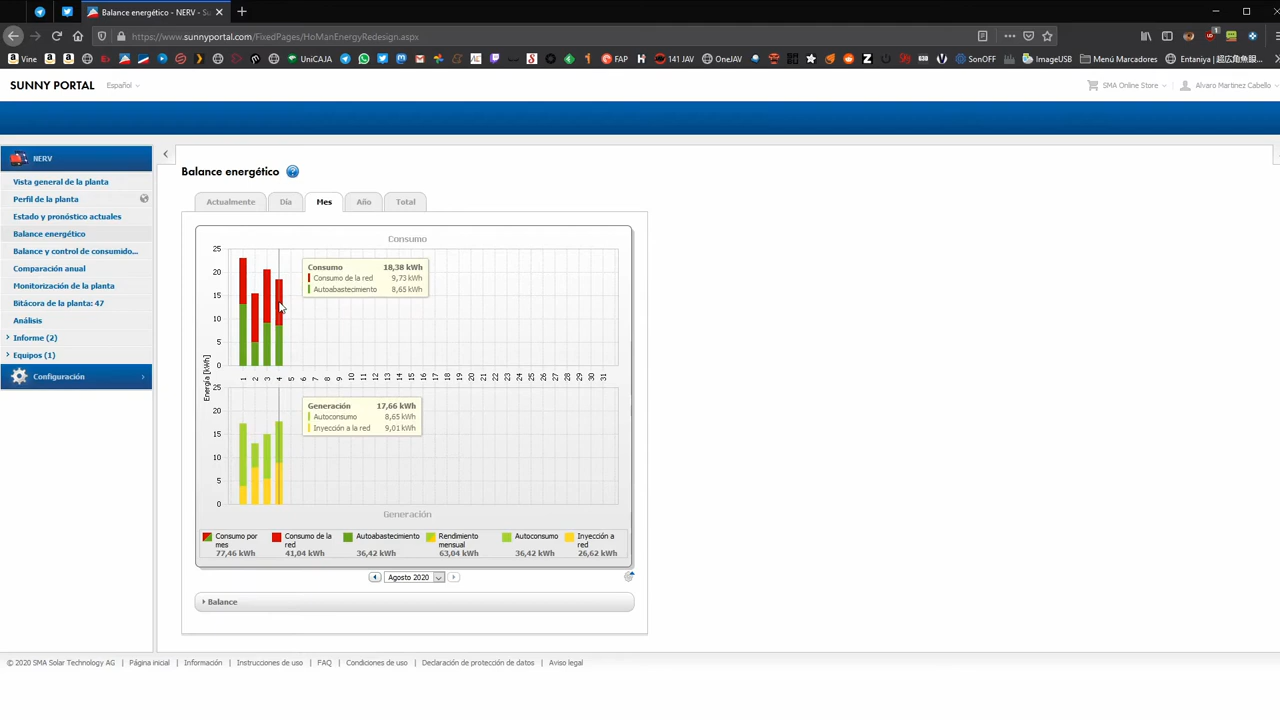 Balance energético - NERV - Su
https://www.sunnyportal.com/FixedPages/HoManEnergyRedesign.aspx
Vine
UniCAJA
FAP
141 JAV
OneJAV
SonOFF
ImageUSB
Menú Marcadores
Entaniya | 超広角魚眼...
SUNNY PORTAL
Español
SMA Online Store
Alvaro Martinez Cabello
NERV
Vista general de la planta
Perfil de la planta
Estado y pronóstico actuales
Balance energético
Balance y control de consumido...
Comparación anual
Monitorización de la planta
Bitácora de la planta: 47
Análisis
Informe (2)
Equipos (1)
Configuración
Balance energético
Actualmente
Día
Mes
Año
Total
Consumo
25
20
15
10
5
0
Consumo 18,38 kWh
Consumo de la red 9,73 kWh
Autoabastecimiento 8,65 kWh
Energía [kWh]
1 2 3 4 5 6 7 8 9 10 11 12 13 14 15 16 17 18 19 20 21 22 23 24 25 26 27 28 29 30 31
25
20
15
10
5
0
Generación 17,66 kWh
Autoconsumo 8,65 kWh
Inyección a la red 9,01 kWh
Generación
Consumo por mes
77,46 kWh
Consumo de la red
41,04 kWh
Autoabastecimiento
36,42 kWh
Rendimiento mensual
63,04 kWh
Autoconsumo
36,42 kWh
Inyección a red
26,62 kWh
Agosto 2020
Balance
© 2020 SMA Solar Technology AG
Página inicial
Información
Instrucciones de uso
FAQ
Condiciones de uso
Declaración de protección de datos
Aviso legal